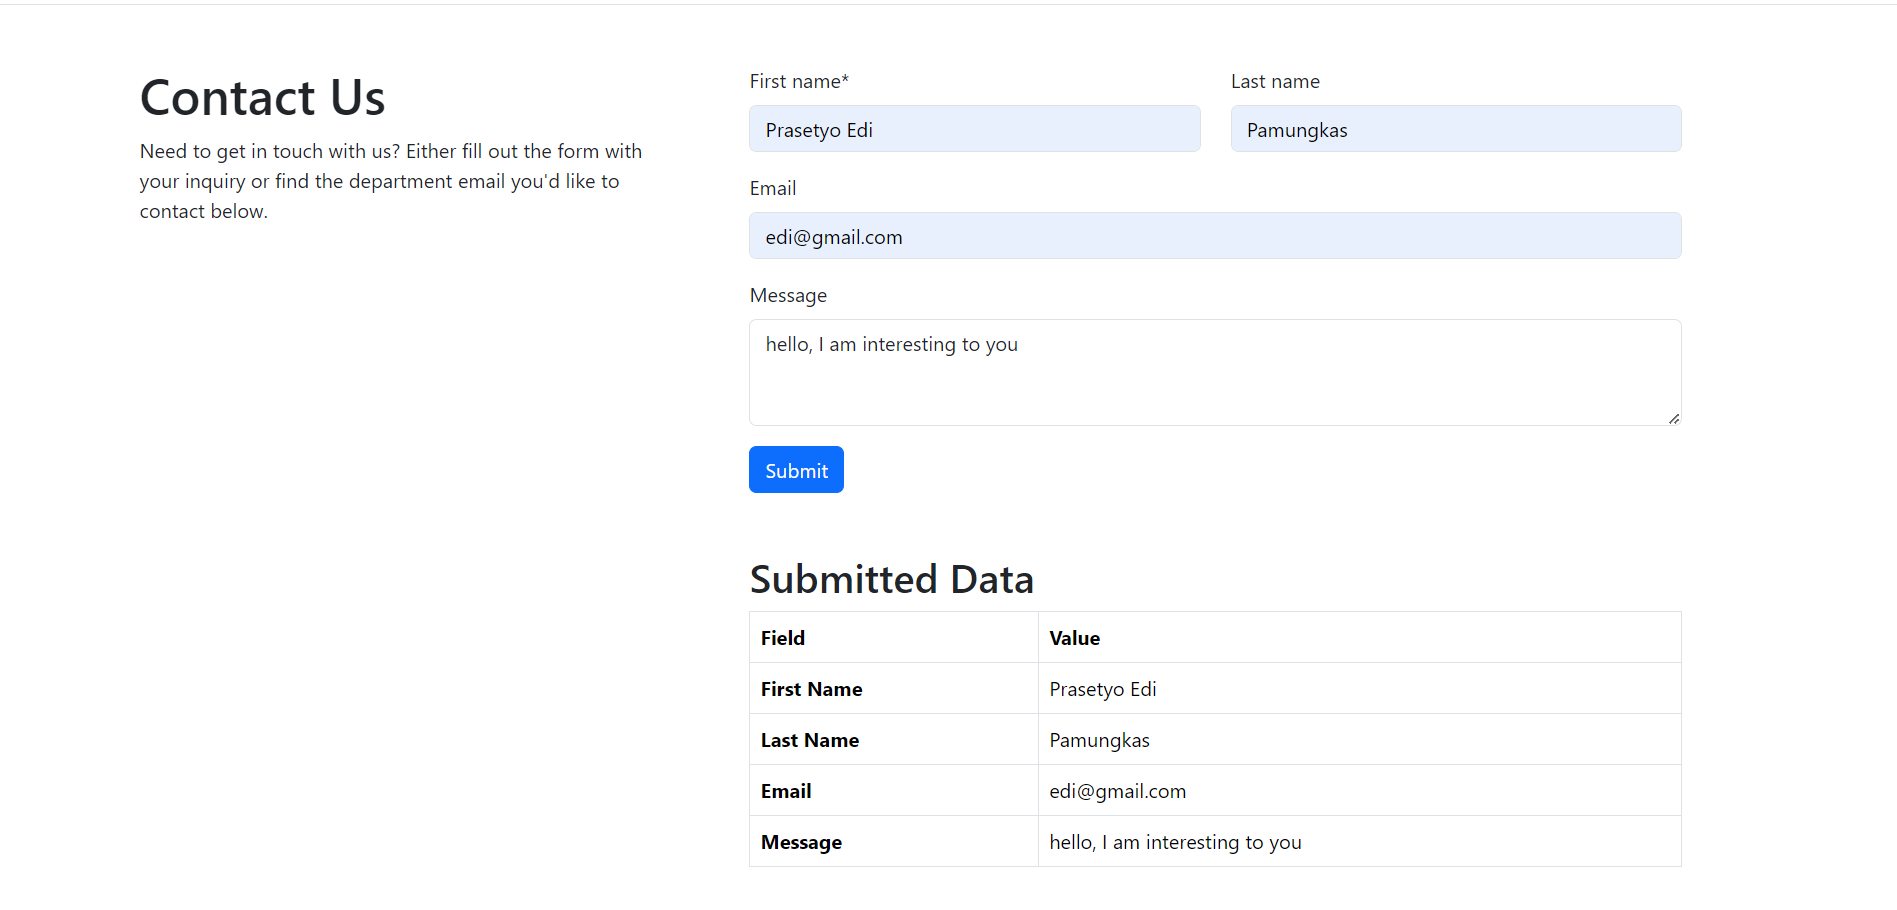 Contact Us
Need to get in touch with us? Either fill out the form with
your inquiry or find the department email you'd like to
contact below.
First name*
Last name
Prasetyo Edi
Pamungkas
Email
edi@gmail.com
Message
hello, I am interesting to you
Submit
Submitted Data
Field Value
First Name Prasetyo Edi
Last Name Pamungkas
Email edi@gmail.com
Message hello, I am interesting to you